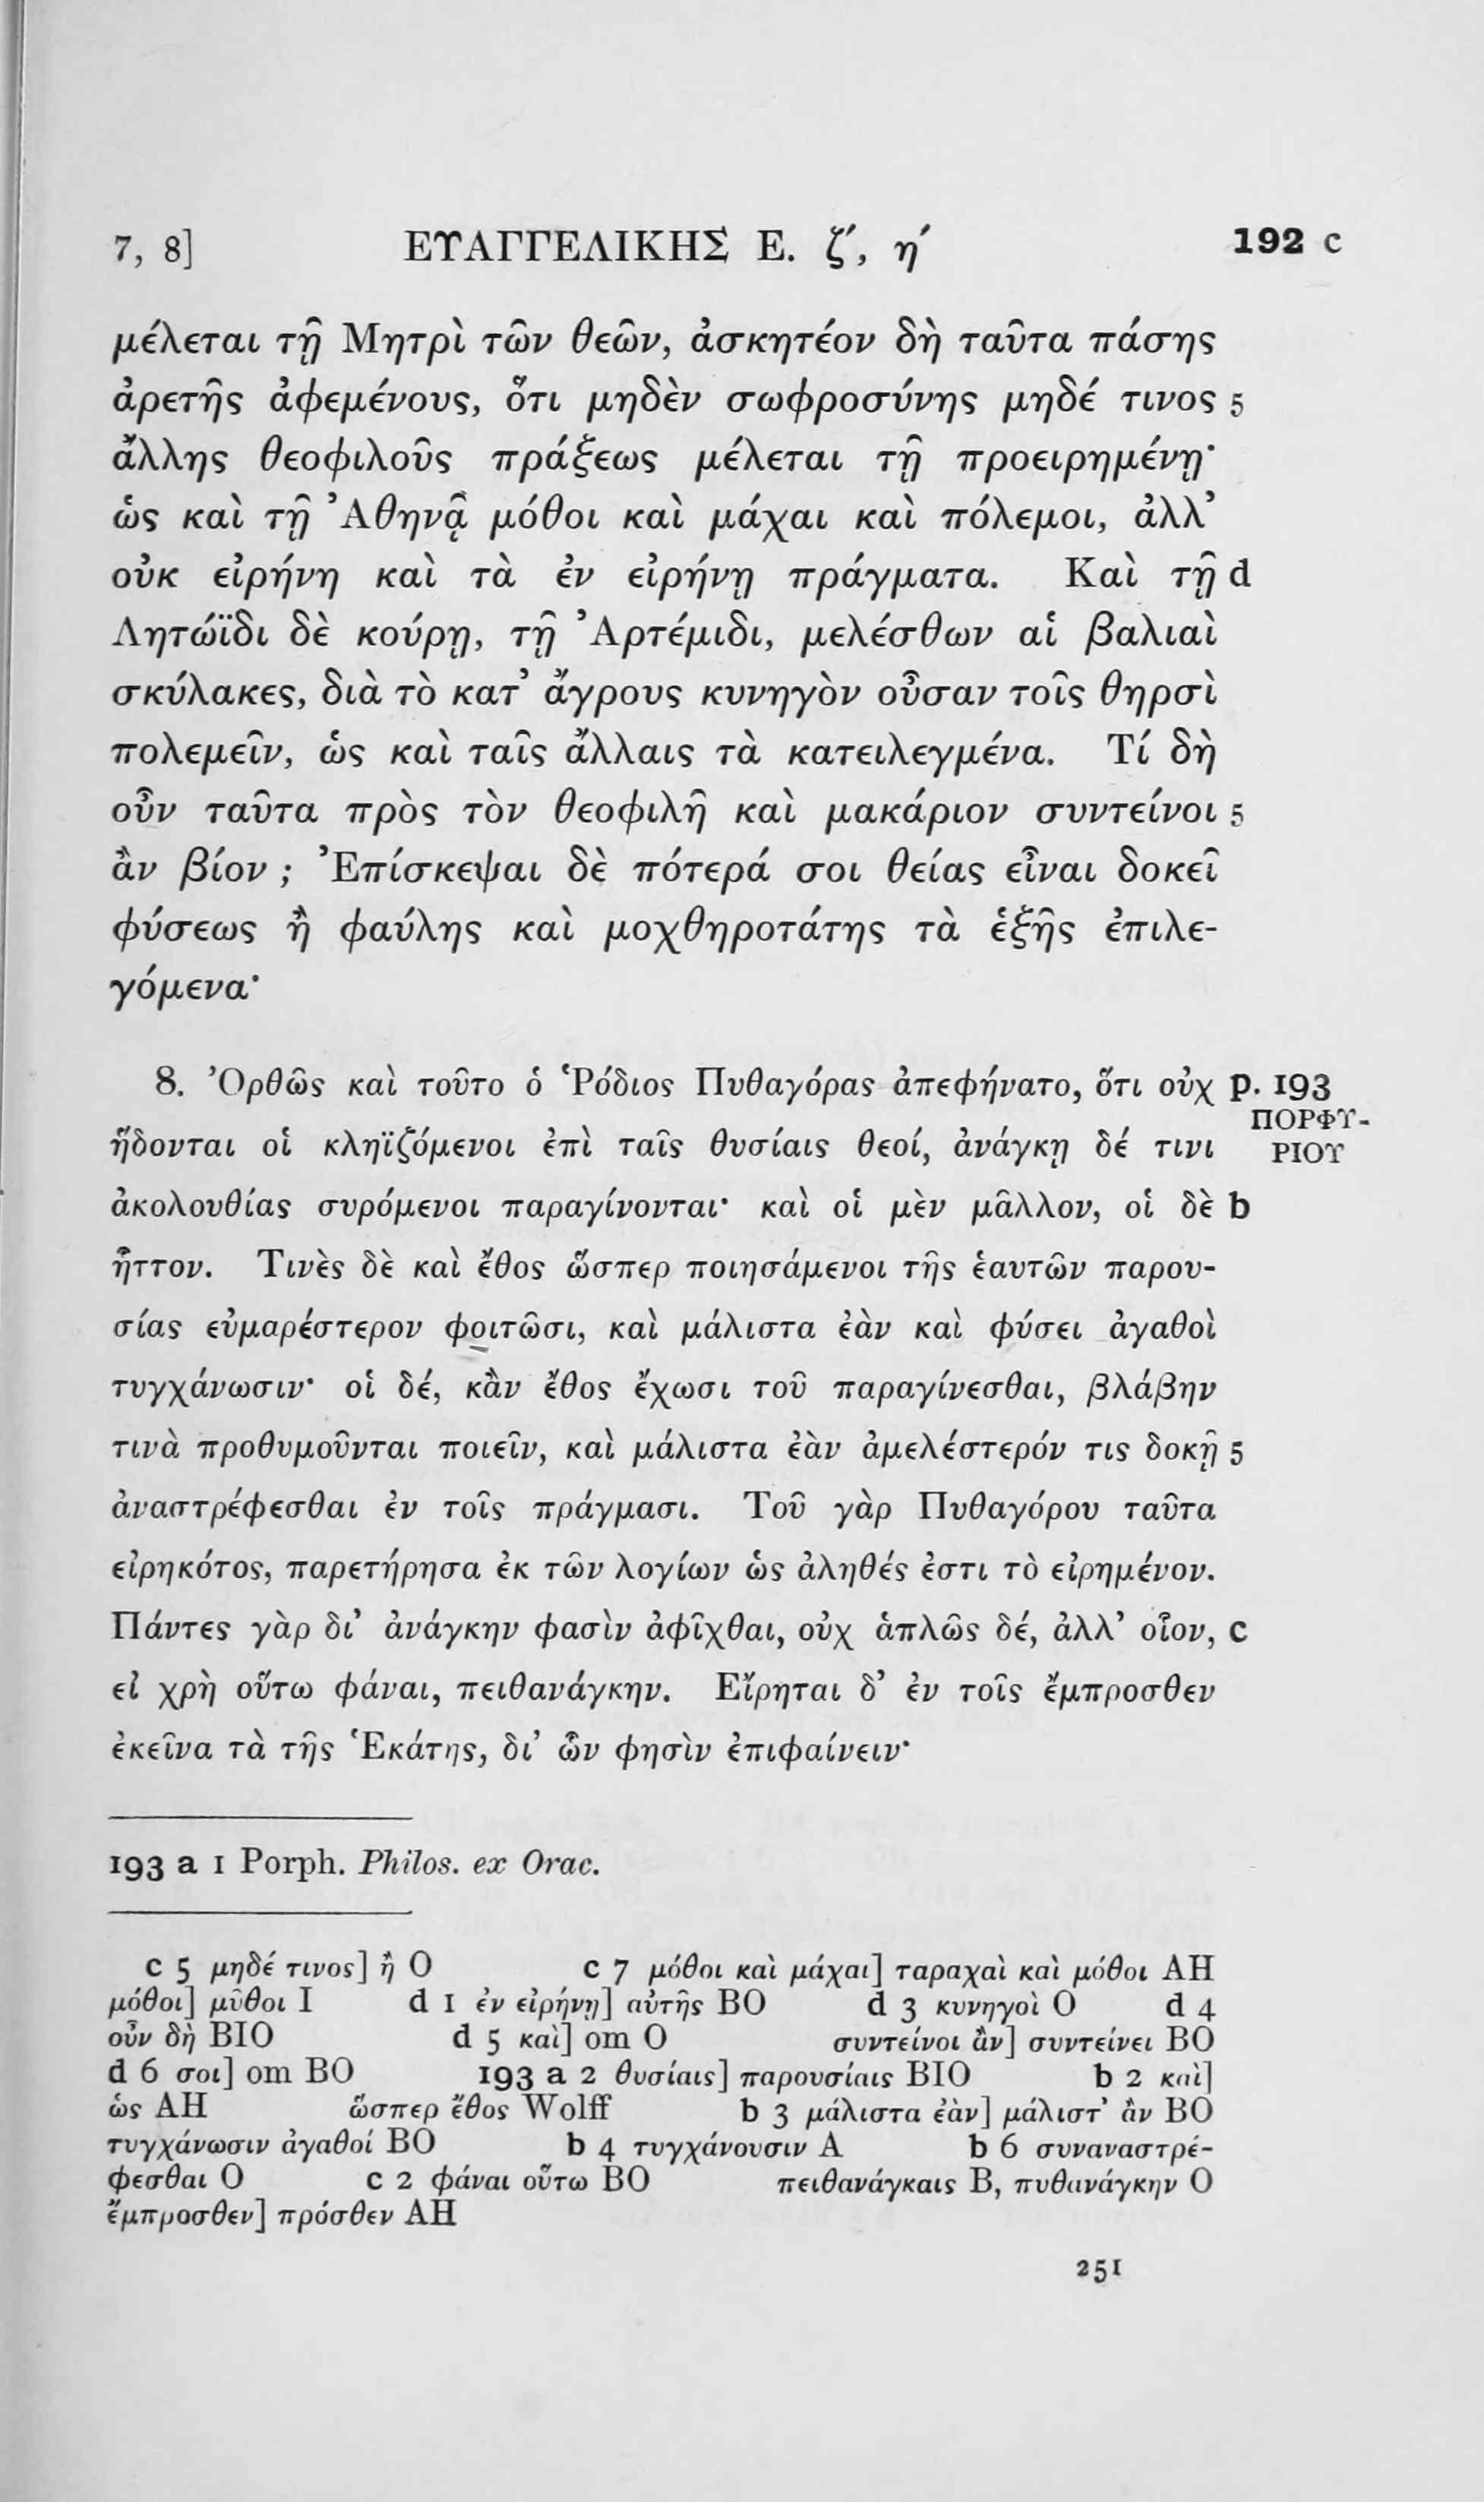 7, 8] ΕΥΑΓΓΕΛΙΚΗΣ Ε. ζ´, η´ 192 c
μέλεται τῇ Μητρὶ τῶν θεῶν, ἀσκητέον δὴ ταῦτα πάσης
ἀρετῆς ἀφεμένους, ὅτι μηδὲν σωφροσύνης μηδέ τινος 5
ἄλλης θεοφιλοῦς πράξεως μέλεται τῇ προειρημένῃ·
ὡς καὶ τῇ Ἀθηνᾷ μόθοι καὶ μάχαι καὶ πόλεμοι, ἀλλ’
οὐκ εἰρήνη καὶ τὰ ἐν εἰρήνῃ πράγματα. Καὶ τῇ d
Λητωΐδι δὲ κούρῃ, τῇ Ἀρτέμιδι, μελέσθων αἱ βαλιαὶ
σκύλακες, διὰ τὸ κατ’ ἄγρους κυνηγὸν οὖσαν τοῖς θηρσὶ
πολεμεῖν, ὡς καὶ ταῖς ἄλλαις τὰ κατειλεγμένα. Τί δὴ
οὖν ταῦτα πρὸς τὸν θεοφιλῆ καὶ μακάριον συντείνοι 5
ἂν βίον ; Ἐπίσκεψαι δὲ πότερά σοι θείας εἶναι δοκεῖ
φύσεως ἢ φαύλης καὶ μοχθηροτάτης τὰ ἑξῆς ἐπιλε-
γόμενα·
8. Ὀρθῶς καὶ τοῦτο ὁ Ῥόδιος Πυθαγόρας ἀπεφήνατο, ὅτι οὐχ p. 193
ΠΟΡΦΥ-
ἥδονται οἱ κληϊζόμενοι ἐπὶ ταῖς θυσίαις θεοί, ἀνάγκῃ δέ τινι ΡΙΟΥ
ἀκολουθίας συρόμενοι παραγίνονται· καὶ οἱ μὲν μᾶλλον, οἱ δὲ b
ἧττον. Τινὲς δὲ καὶ ἔθος ὥσπερ ποιησάμενοι τῆς ἑαυτῶν παρου-
σίας εὐμαρέστερον φοιτῶσι, καὶ μάλιστα ἐὰν καὶ φύσει ἀγαθοὶ
τυγχάνωσιν· οἱ δέ, κἂν ἔθος ἔχωσι τοῦ παραγίνεσθαι, βλάβην
τινὰ προθυμοῦνται ποιεῖν, καὶ μάλιστα ἐὰν ἀμελέστερόν τις δοκῇ 5
ἀναστρέφεσθαι ἐν τοῖς πράγμασι. Τοῦ γὰρ Πυθαγόρου ταῦτα
εἰρηκότος, παρετήρησα ἐκ τῶν λογίων ὡς ἀληθές ἐστι τὸ εἰρημένον.
Πάντες γὰρ δι’ ἀνάγκην φασὶν ἀφῖχθαι, οὐχ ἁπλῶς δέ, ἀλλ’ οἷον, c
εἰ χρὴ οὕτω φάναι, πειθανάγκην. Εἴρηται δ’ ἐν τοῖς ἔμπροσθεν
ἐκεῖνα τὰ τῆς Ἑκάτης, δι’ ὧν φησὶν ἐπιφαίνειν·
193 a 1 Porph. Philos. ex Orac.
c 5 μηδέ τινος] ἢ O c 7 μόθοι καὶ μάχαι] ταραχαὶ καὶ μόθοι AH
μόθοι] μῦθοι I d 1 ἐν εἰρήνῃ] αὐτῆς BO d 3 κυνηγοὶ O d 4
οὖν δὴ BIO d 5 καὶ] om O συντείνοι ἂν] συντείνει BO
d 6 σοι] om BO 193 a 2 θυσίαις] παρουσίαις BIO b 2 καὶ]
ὡς AH ὥσπερ ἔθος Wolff b 3 μάλιστα ἐὰν] μάλιστ’ ἂν BO
τυγχάνωσιν ἀγαθοί BO b 4 τυγχάνουσιν A b 6 συναναστρέ-
φεσθαι O c 2 φάναι οὕτω BO πειθανάγκαις B, πυθανάγκην O
ἔμπροσθεν] πρόσθεν AH
251